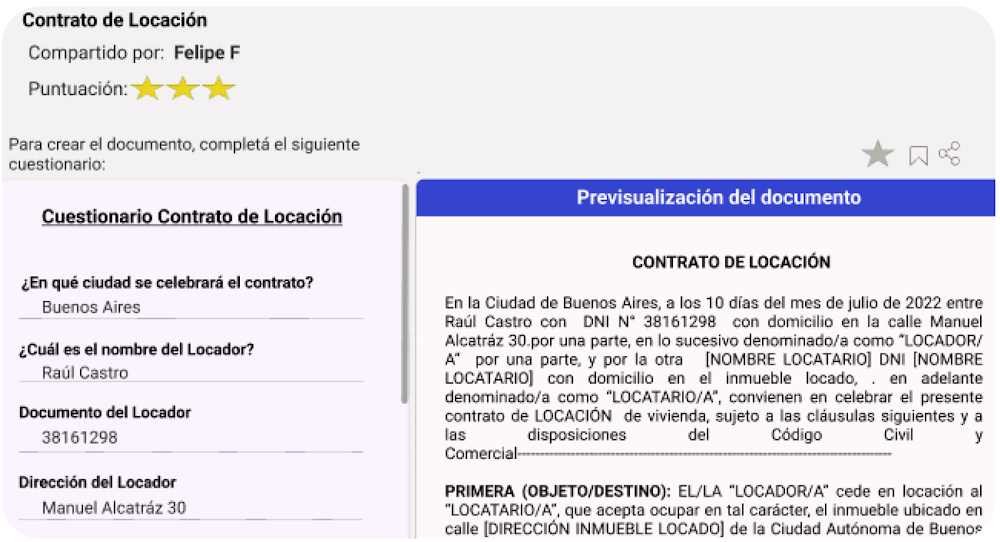 Contrato de Locación
Compartido por: Felipe F
Puntuación:
Para crear el documento, completá el siguiente
cuestionario:
Cuestionario Contrato de Locación
¿En qué ciudad se celebrará el contrato?
Buenos Aires
¿Cuál es el nombre del Locador?
Raúl Castro
Documento del Locador
38161298
Dirección del Locador
Manuel Alcatráz 30
Previsualización del documento
CONTRATO DE LOCACIÓN
En la Ciudad de Buenos Aires, a los 10 días del mes de julio de 2022 entre
Raúl Castro con DNI N° 38161298 con domicilio en la calle Manuel
Alcatráz 30.por una parte, en lo sucesivo denominado/a como “LOCADOR/
A” por una parte, y por la otra [NOMBRE LOCATARIO] DNI [NOMBRE
LOCATARIO] con domicilio en el inmueble locado, . en adelante
denominado/a como “LOCATARIO/A”, convienen en celebrar el presente
contrato de LOCACIÓN de vivienda, sujeto a las cláusulas siguientes y a
las disposiciones del Código Civil y
Comercial-----------------------------------------------------------------------------------
PRIMERA (OBJETO/DESTINO): EL/LA “LOCADOR/A” cede en locación al
“LOCATARIO/A”, que acepta ocupar en tal carácter, el inmueble ubicado en
calle [DIRECCIÓN INMUEBLE LOCADO] de la Ciudad Autónoma de Buenos